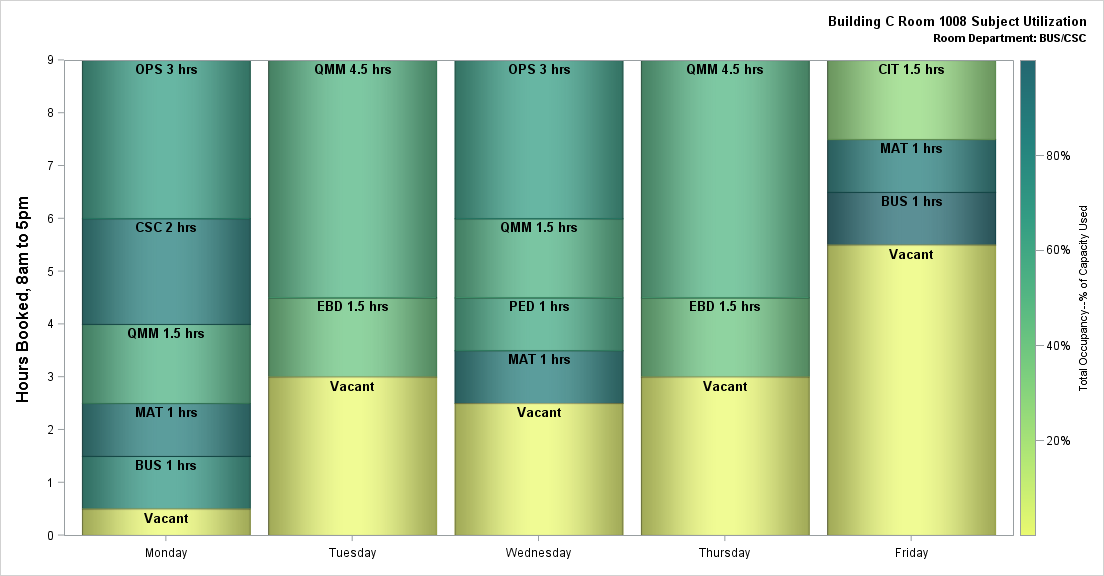 Building C Room 1008 Subject Utilization
Room Department: BUS/CSC
Hours Booked, 8am to 5pm
9
8
7
6
5
4
3
2
1
0
OPS 3 hrs
CSC 2 hrs
QMM 1.5 hrs
MAT 1 hrs
BUS 1 hrs
Vacant
QMM 4.5 hrs
EBD 1.5 hrs
Vacant
OPS 3 hrs
QMM 1.5 hrs
PED 1 hrs
MAT 1 hrs
Vacant
QMM 4.5 hrs
EBD 1.5 hrs
Vacant
CIT 1.5 hrs
MAT 1 hrs
BUS 1 hrs
Vacant
Monday
Tuesday
Wednesday
Thursday
Friday
80%
60%
40%
20%
Total Occupancy--% of Capacity Used